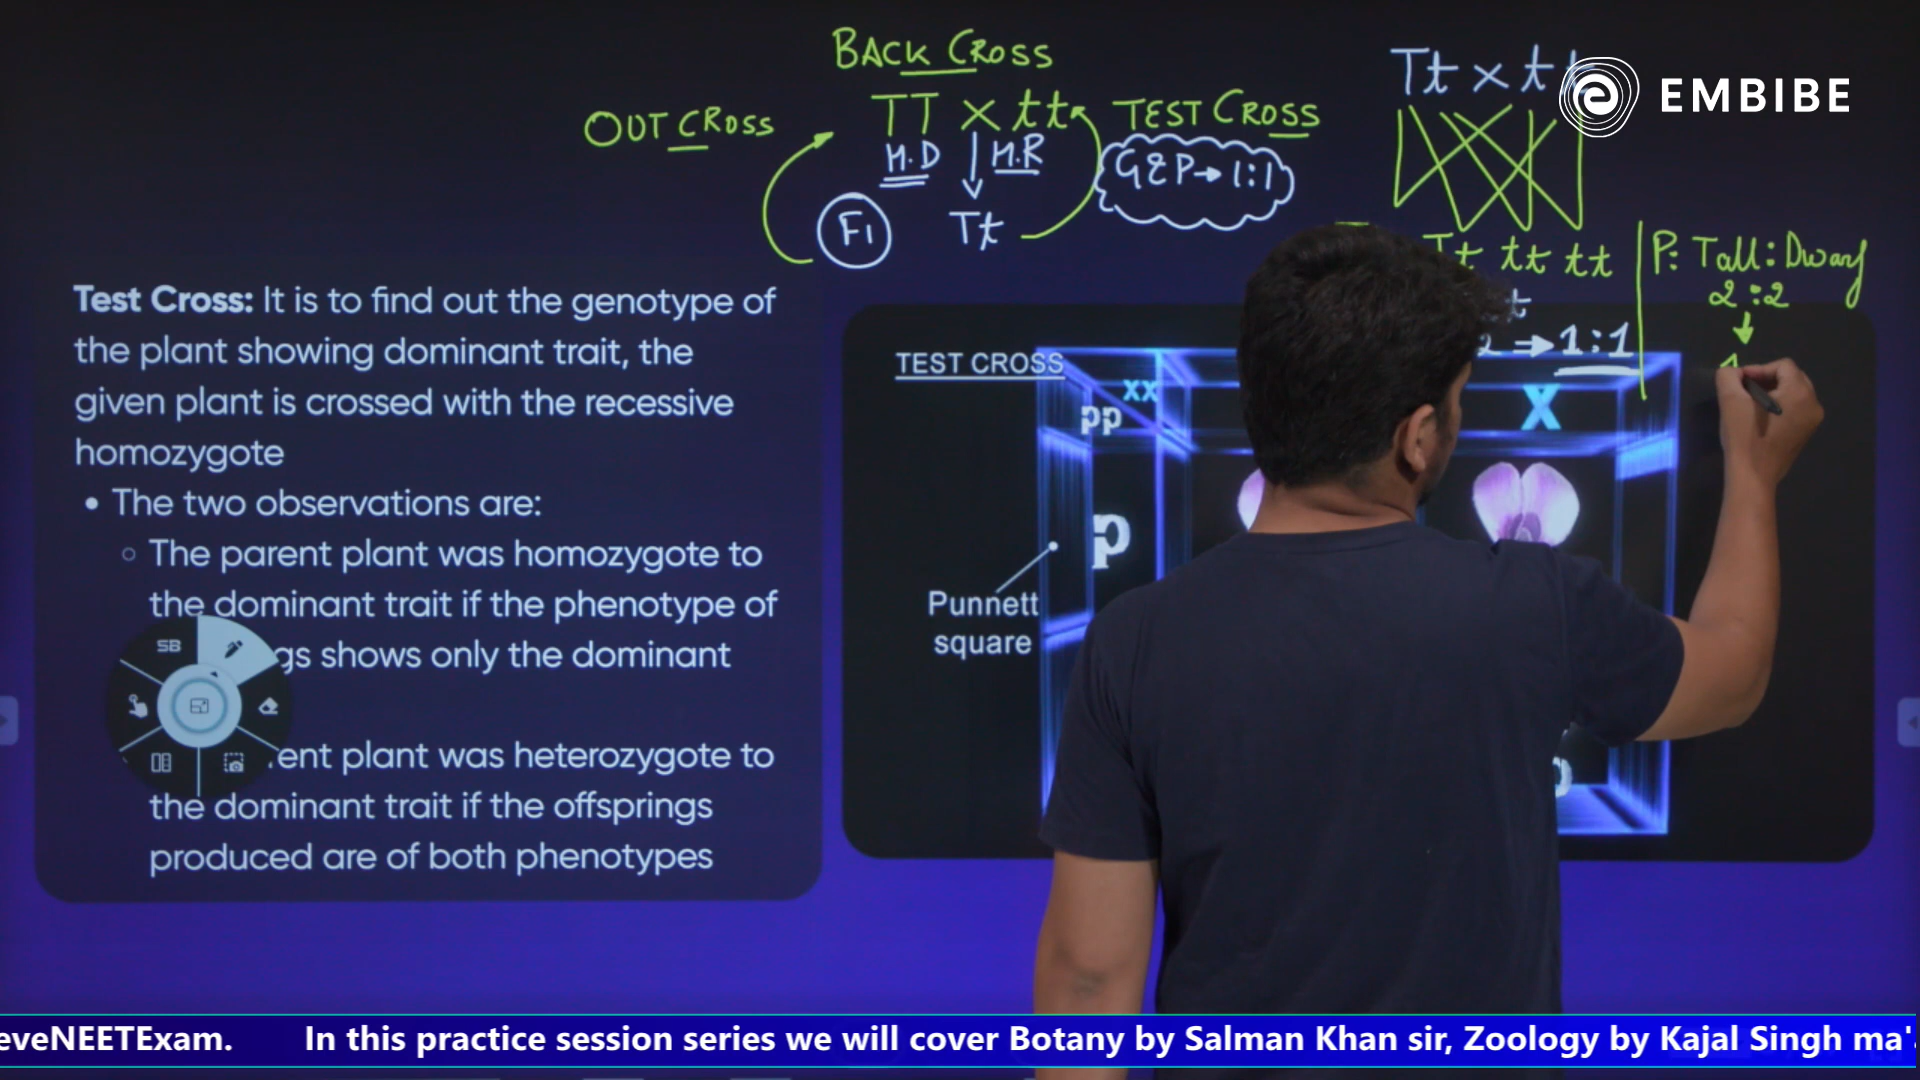 BACK CROSS
OUT CROSS
TT X tt
TEST CROSS
M.D
M.R
G&P→1:1
F1
Tt
Tt x t
EMBIBE
Tt tt tt
P: Tall: Dwarf
2 : 2
2 → 1:1
Test Cross: It is to find out the genotype of
the plant showing dominant trait, the
given plant is crossed with the recessive
homozygote
• The two observations are:
The parent plant was homozygote to
the dominant trait if the phenotype of
gs shows only the dominant
ent plant was heterozygote to
the dominant trait if the offsprings
produced are of both phenotypes
SB
TEST CROSS
xx
pp
X
p
Punnett
square
eveNEETExam. In this practice session series we will cover Botany by Salman Khan sir, Zoology by Kajal Singh ma'